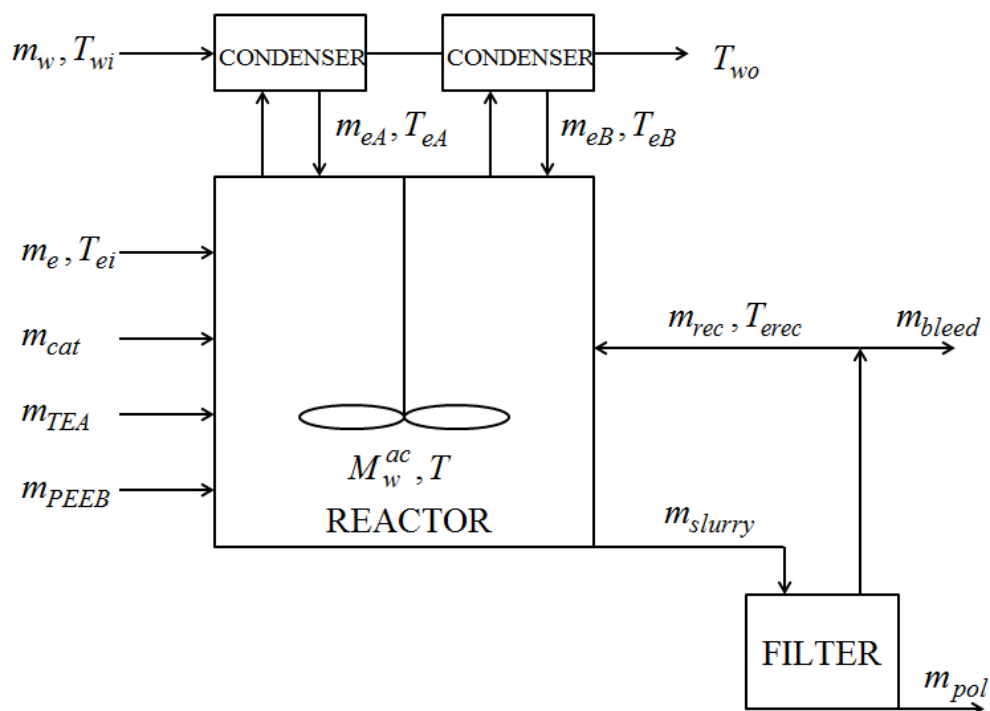 m_w, T_wi
CONDENSER
CONDENSER
T_wo
m_eA, T_eA
m_eB, T_eB
m_e, T_ei
m_cat
m_TEA
m_PEEB
M_w^ac, T
REACTOR
m_rec, T_erec
m_bleed
m_slurry
FILTER
m_pol